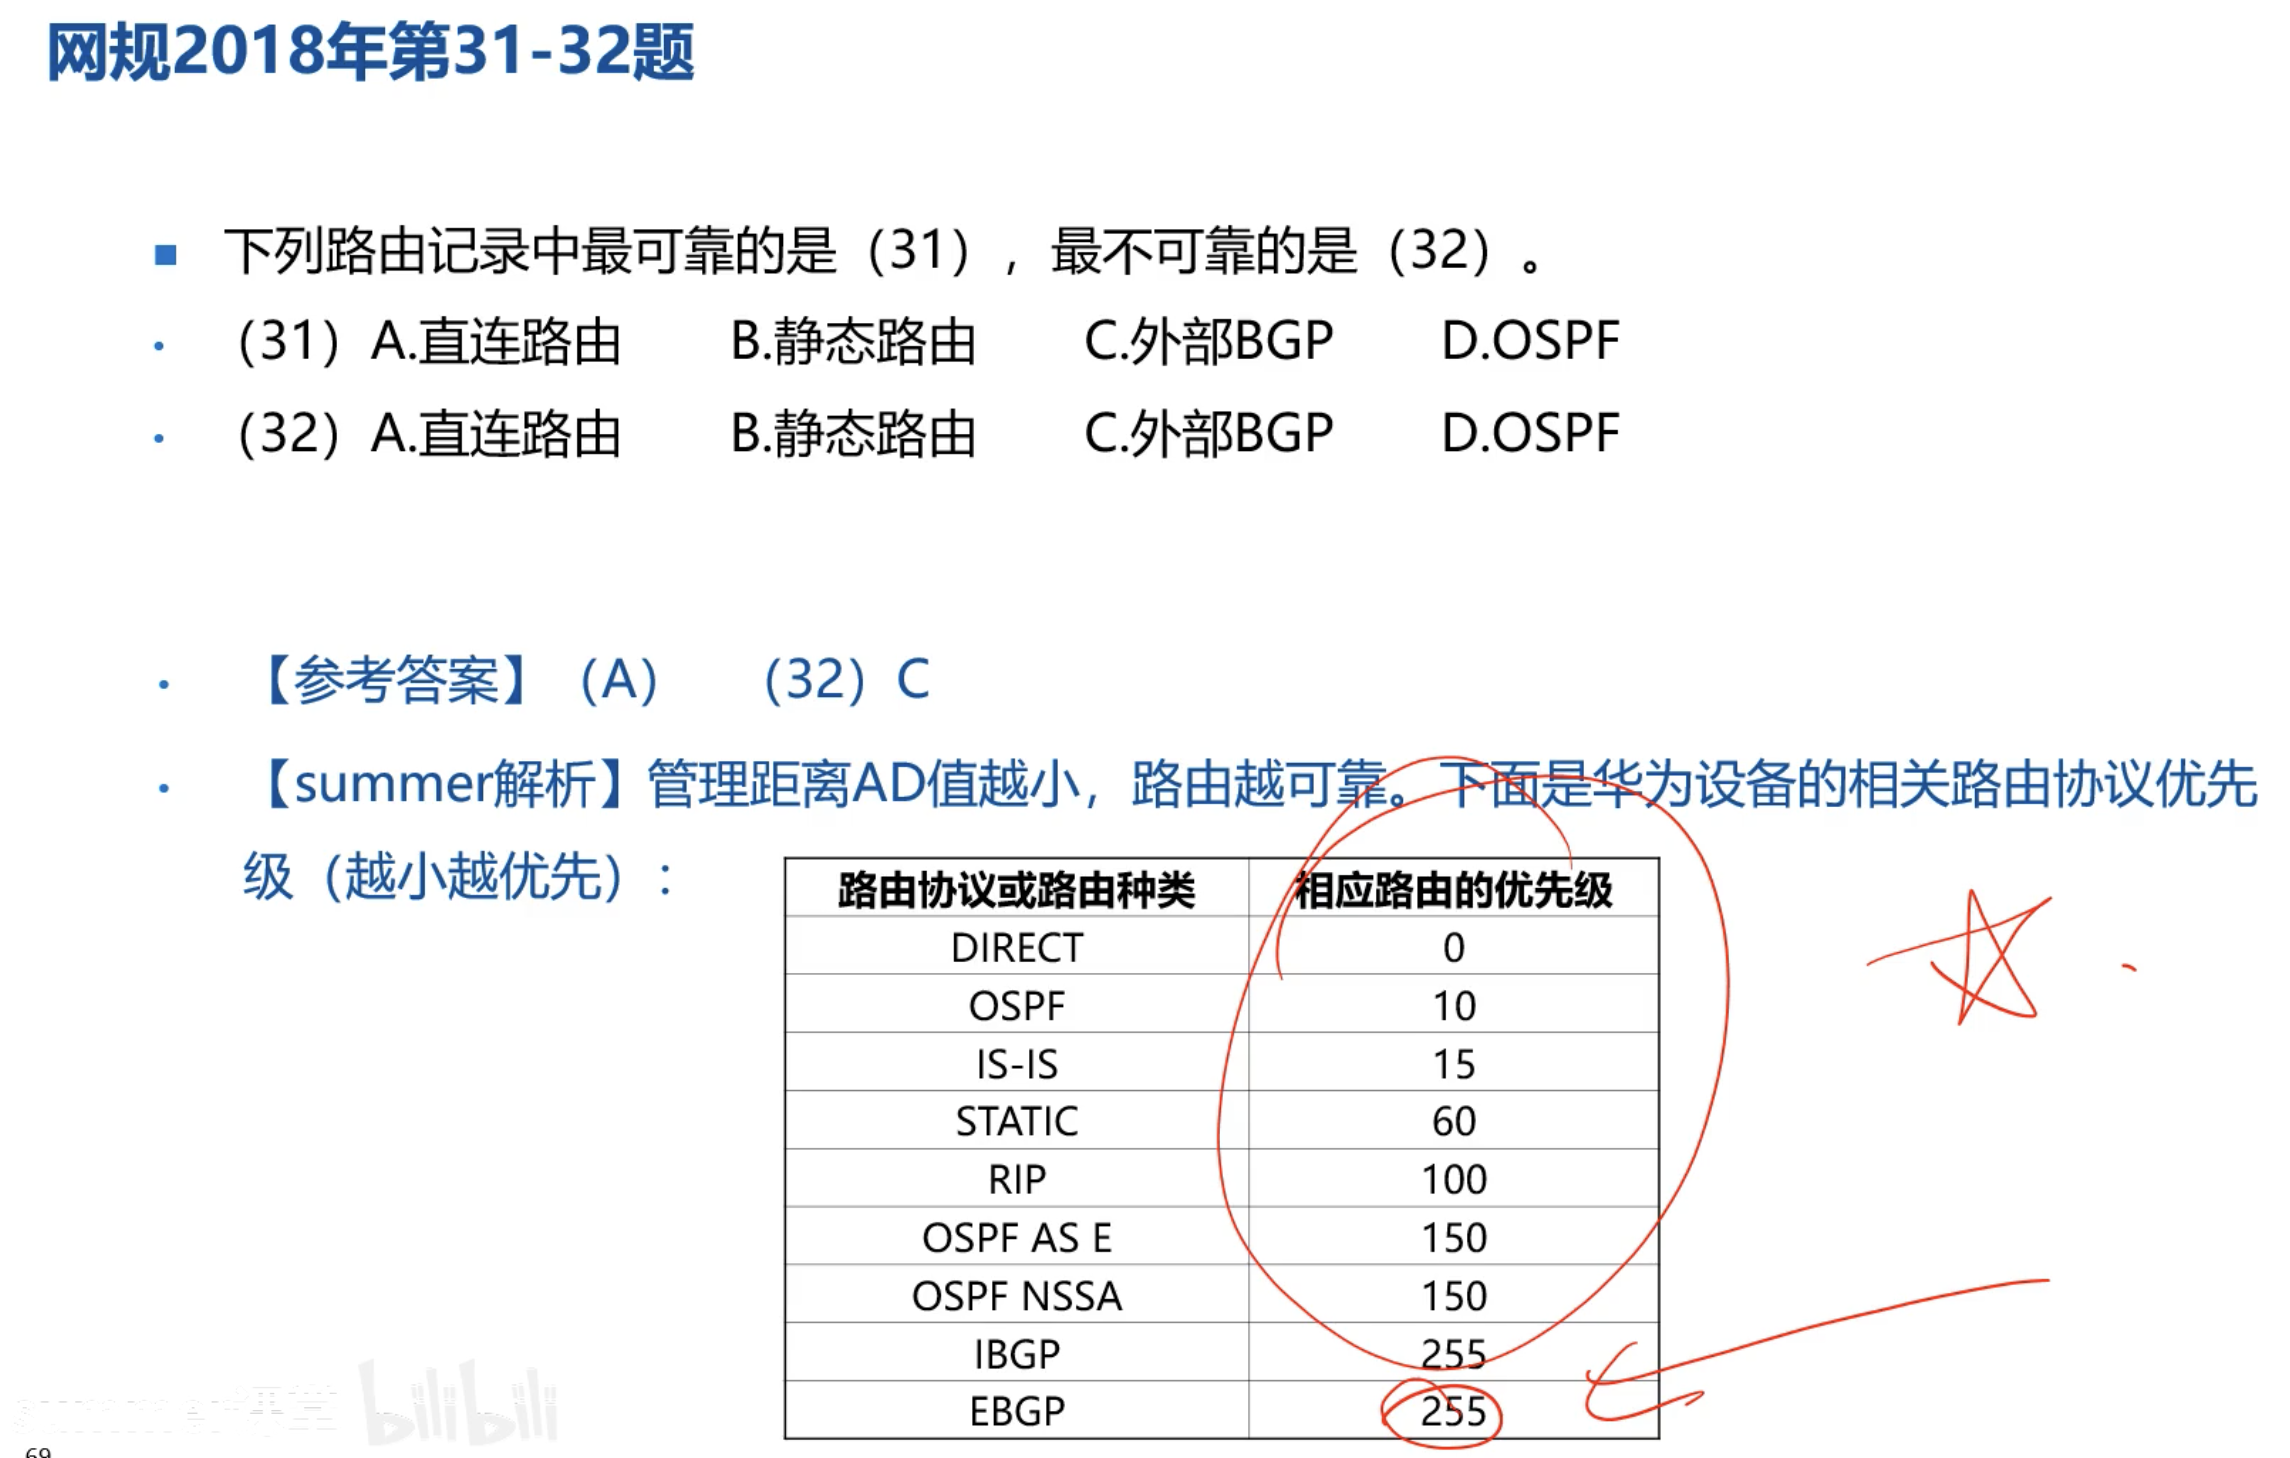 网规2018年第31-32题
■ 下列路由记录中最可靠的是（31），最不可靠的是（32）。
• （31）A.直连路由 B.静态路由 C.外部BGP D.OSPF
• （32）A.直连路由 B.静态路由 C.外部BGP D.OSPF
• 【参考答案】（A） （32）C
• 【summer解析】管理距离AD值越小，路由越可靠。下面是华为设备的相关路由协议优先
级（越小越优先）：
路由协议或路由种类 相应路由的优先级
DIRECT 0
OSPF 10
IS-IS 15
STATIC 60
RIP 100
OSPF AS E 150
OSPF NSSA 150
IBGP 255
EBGP 255
summer课堂 bilibili
69